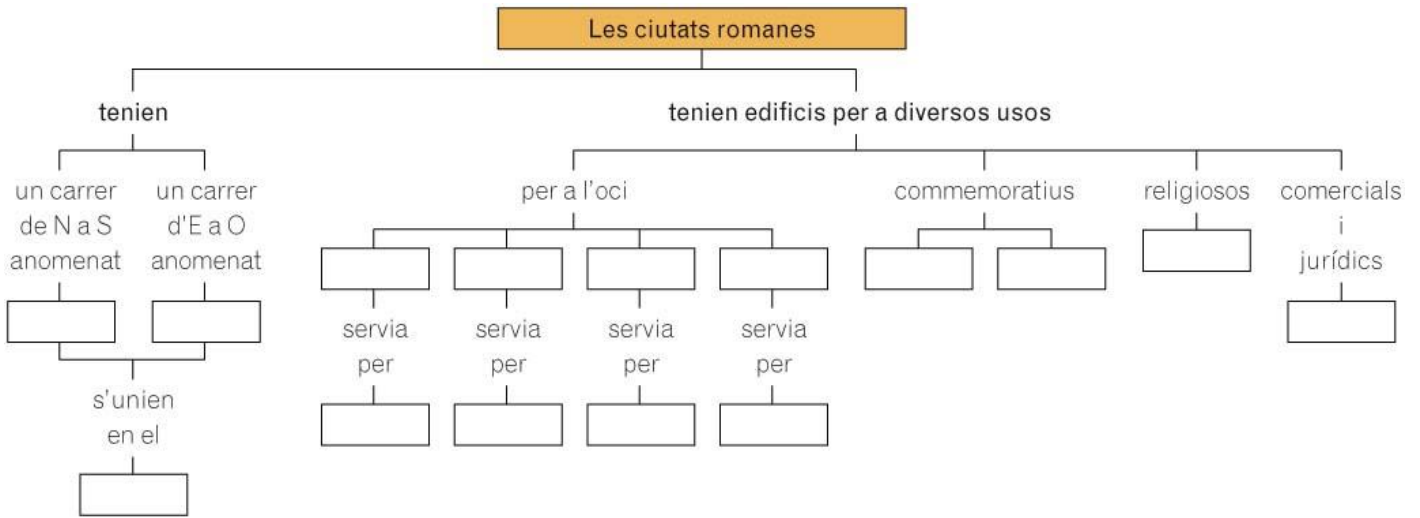 Les ciutats romanes
tenien
un carrer
de N a S
anomenat
un carrer
d'E a O
anomenat
s'unien
en el
tenien edificis per a diversos usos
per a l'oci
servia
per
servia
per
servia
per
servia
per
commemoratius
religiosos
comercials
i
jurídics